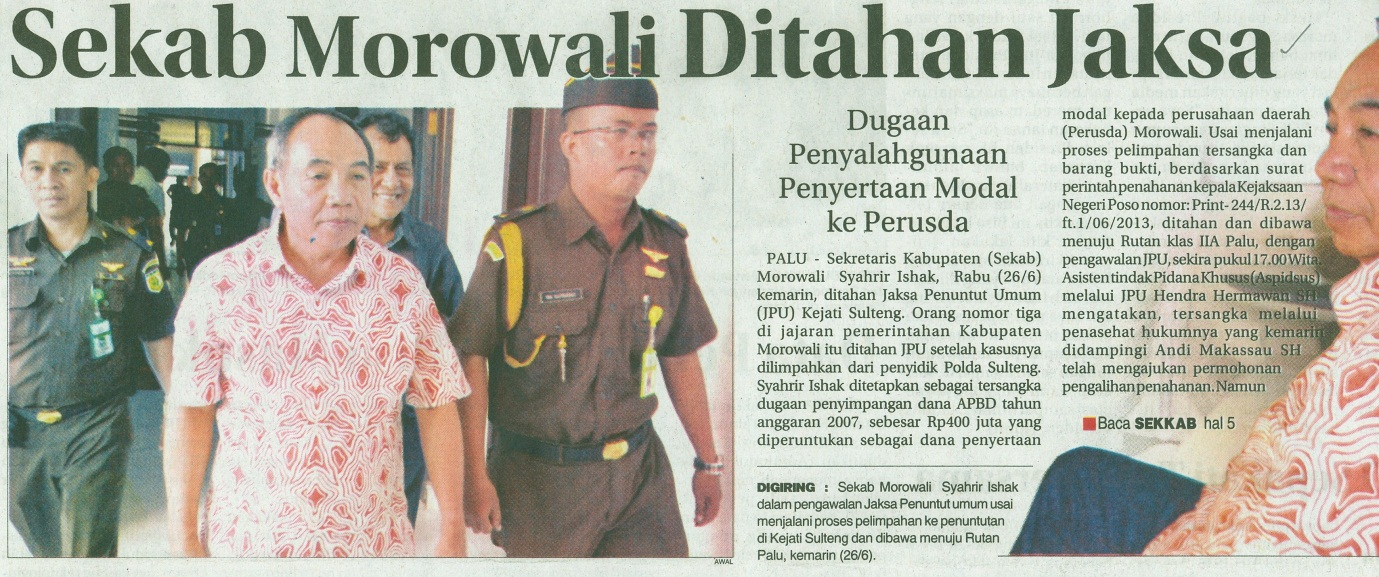 Sekab Morowali Ditahan Jaksa
Dugaan
Penyalahgunaan
Penyertaan Modal
ke Perusda
PALU - Sekretaris Kabupaten (Sekab)
Morowali Syahrir Ishak, Rabu (26/6)
kemarin, ditahan Jaksa Penuntut Umum
(JPU) Kejati Sulteng. Orang nomor tiga
di jajaran pemerintahan Kabupaten
Morowali itu ditahan JPU setelah kasusnya
dilimpahkan dari penyidik Polda Sulteng.
Syahrir Ishak ditetapkan sebagai tersangka
dugaan penyimpangan dana APBD tahun
anggaran 2007, sebesar Rp400 juta yang
diperuntukan sebagai dana penyertaan
modal kepada perusahaan daerah
(Perusda) Morowali. Usai menjalani
proses pelimpahan tersangka dan
barang bukti, berdasarkan surat
perintah penahanan kepala Kejaksaan
Negeri Poso nomor: Print- 244/R.2.13/
ft.1/06/2013, ditahan dan dibawa
menuju Rutan klas IIA Palu, dengan
pengawalan JPU, sekira pukul 17.00 Wita.
Asisten tindak Pidana Khusus (Aspidsus)
melalui JPU Hendra Hermawan SH
mengatakan, tersangka melalui
penasehat hukumnya yang kemarin
didampingi Andi Makassau SH
telah mengajukan permohonan
pengalihan penahanan. Namun
Baca SEKKAB hal 5
DIGIRING : Sekab Morowali Syahrir Ishak
dalam pengawalan Jaksa Penuntut umum usai
menjalani proses pelimpahan ke penuntutan
di Kejati Sulteng dan dibawa menuju Rutan
Palu, kemarin (26/6).
AWAL